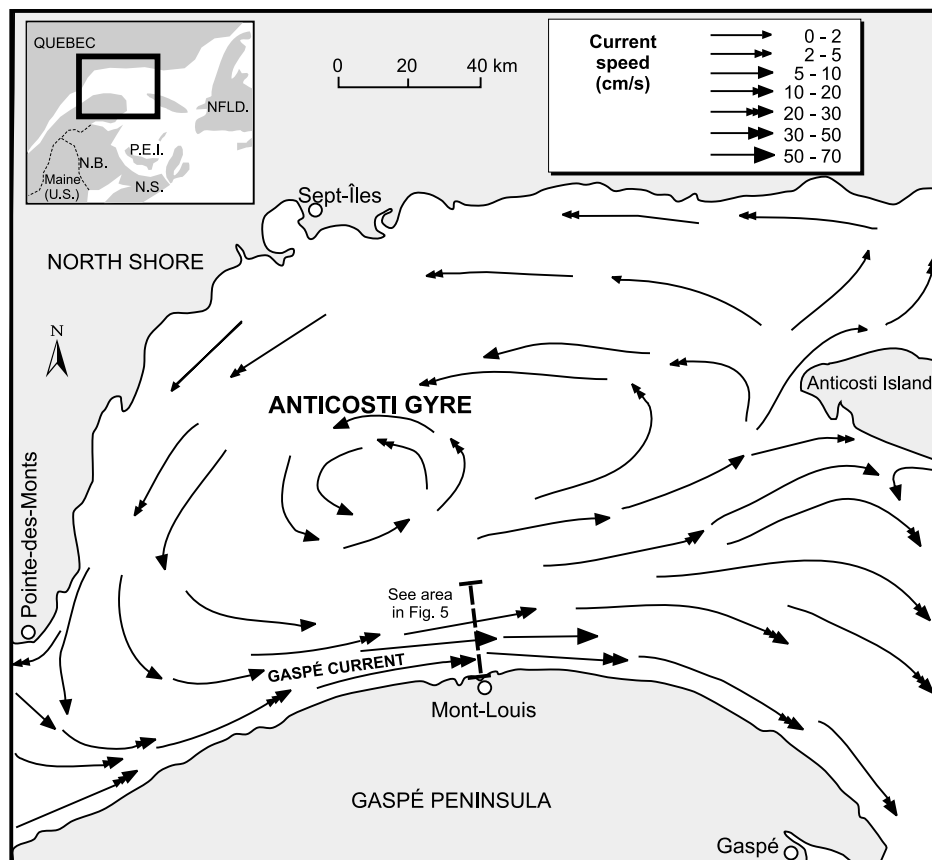 QUEBEC
NFLD.
P.E.I.
N.B.
Maine
(U.S.)
N.S.
0 20 40 km
Current
speed
(cm/s)
0 - 2
2 - 5
5 - 10
10 - 20
20 - 30
30 - 50
50 - 70
Sept-Îles
NORTH SHORE
N
Anticosti Island
ANTICOSTI GYRE
Pointe-des-Monts
See area
in Fig. 5
GASPÉ CURRENT
Mont-Louis
GASPÉ PENINSULA
Gaspé